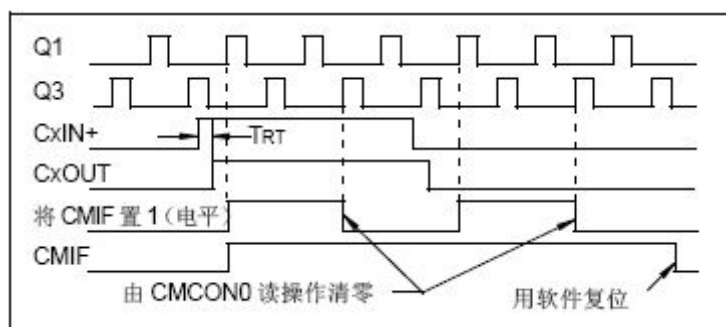 Q1
Q3
CxIN+
TRT
CxOUT
将 CMIF 置 1（电平）
CMIF
由 CMCON0 读操作清零
用软件复位